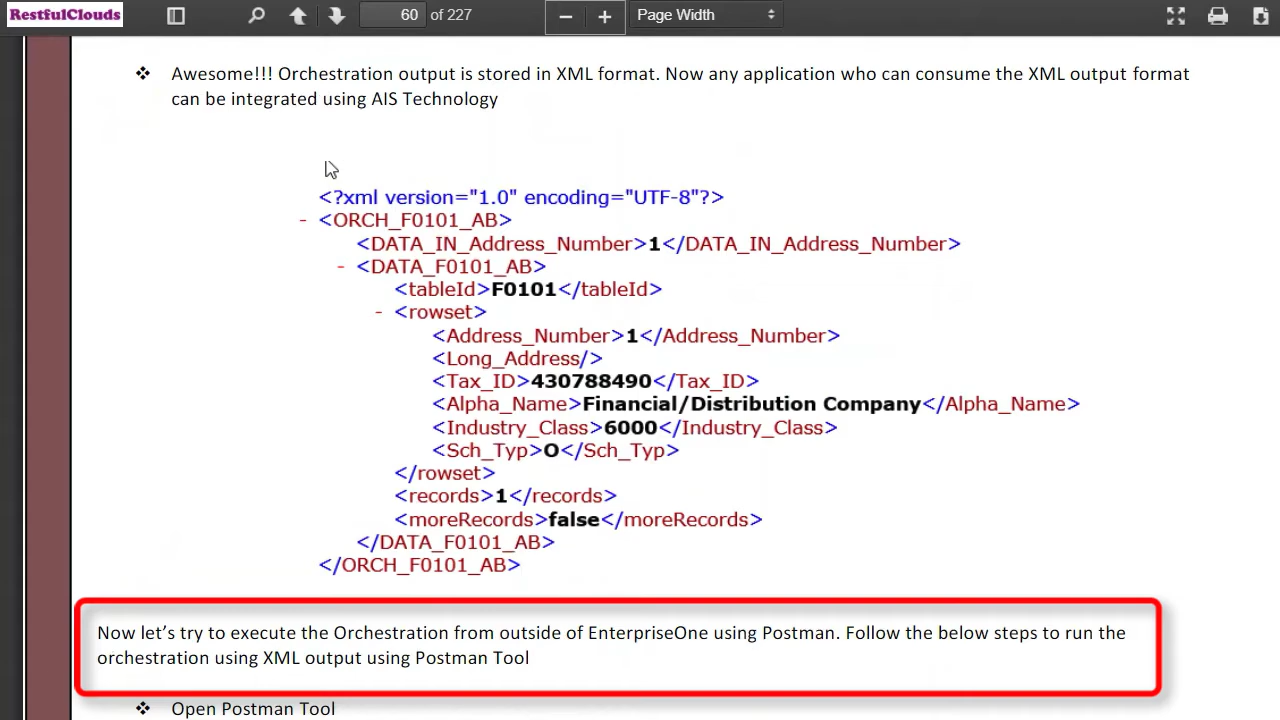 RestfulClouds
60 of 227
Page Width
❖ Awesome!!! Orchestration output is stored in XML format. Now any application who can consume the XML output format
can be integrated using AIS Technology
<?xml version="1.0" encoding="UTF-8"?>
- <ORCH_F0101_AB>
<DATA_IN_Address_Number>1</DATA_IN_Address_Number>
- <DATA_F0101_AB>
<tableId>F0101</tableId>
- <rowset>
<Address_Number>1</Address_Number>
<Long_Address/>
<Tax_ID>430788490</Tax_ID>
<Alpha_Name>Financial/Distribution Company</Alpha_Name>
<Industry_Class>6000</Industry_Class>
<Sch_Typ>O</Sch_Typ>
</rowset>
<records>1</records>
<moreRecords>false</moreRecords>
</DATA_F0101_AB>
</ORCH_F0101_AB>
Now let’s try to execute the Orchestration from outside of EnterpriseOne using Postman. Follow the below steps to run the
orchestration using XML output using Postman Tool
❖ Open Postman Tool